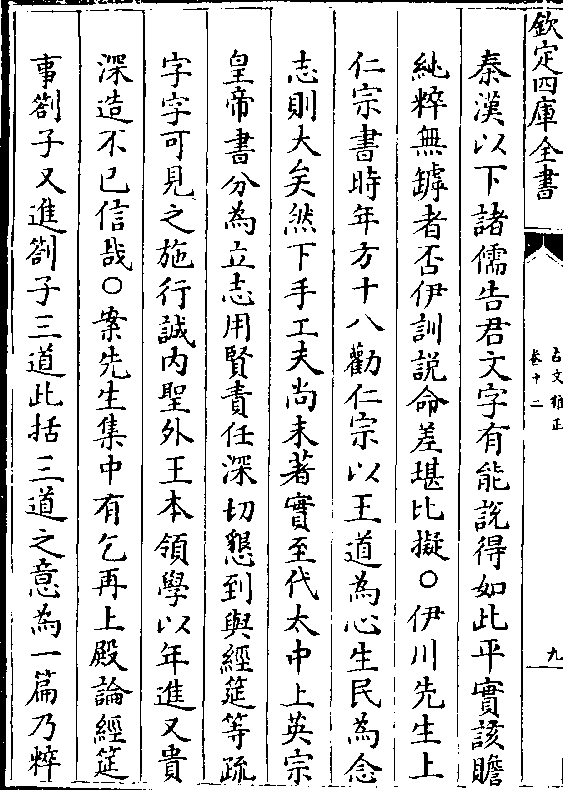 欽定四庫全書
古文雅正
卷十二
九
秦漢以下諸儒告君文字有能說得如此平實該贍
純粹無罅者否伊訓說命差堪比擬○伊川先生上
仁宗書時年方十八勸仁宗以王道為心生民為念
志則大矣然下手工夫尚未著實至代太中上英宗
皇帝書分為立志用賢責任深切懇到與經筵等疏
字字可見之施行誠内聖外王本領學以年進又貴
深造不已信哉○案先生集中有乞再上殿論經筵
事劄子又進劄子三道此括三道之意為一篇乃粹